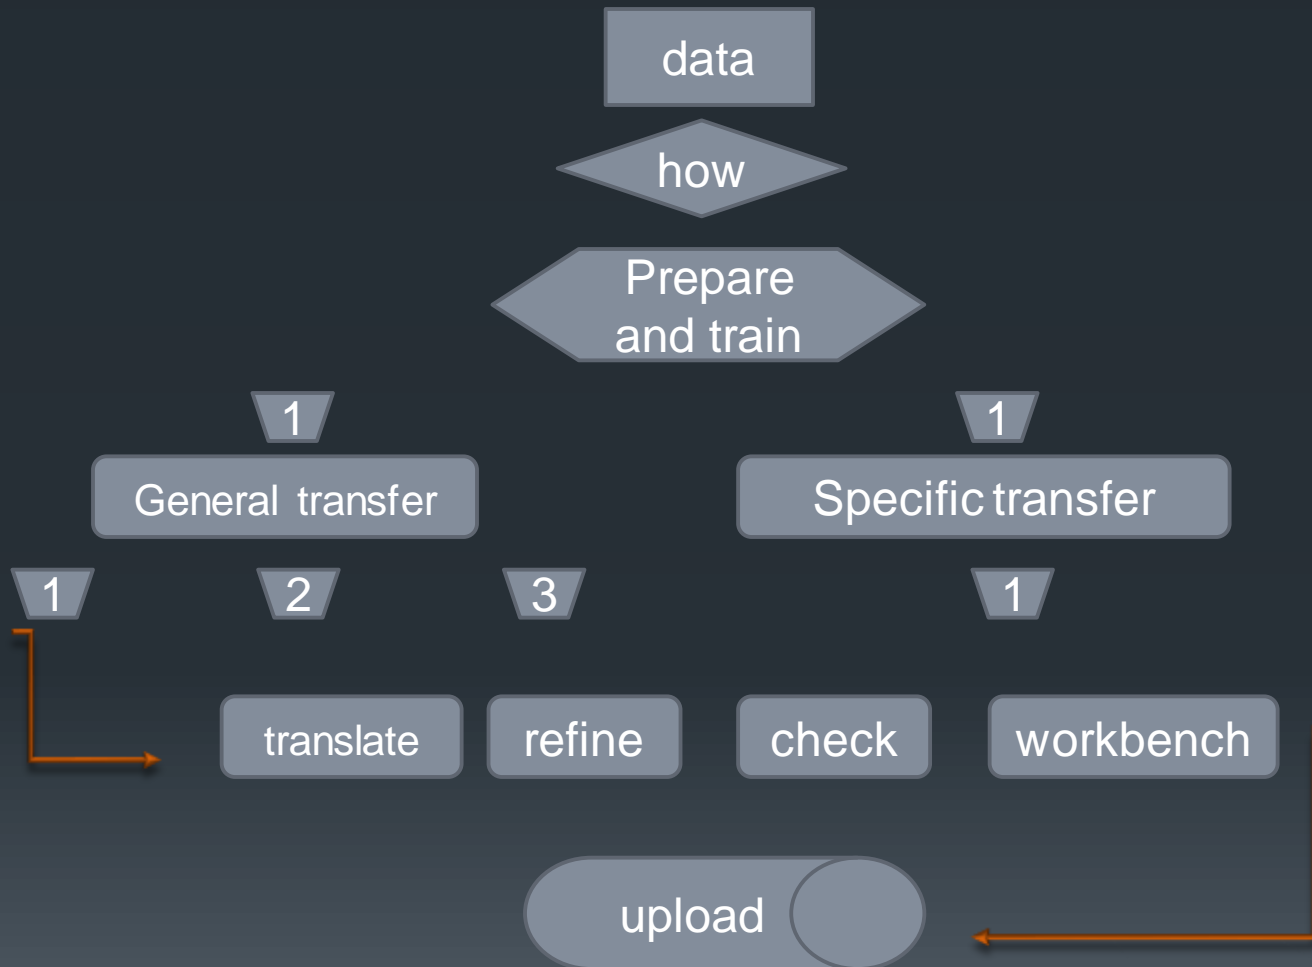 data
how
Prepare
and train
1
1
General transfer
Specific transfer
1
2
3
1
translate
refine
check
workbench
upload